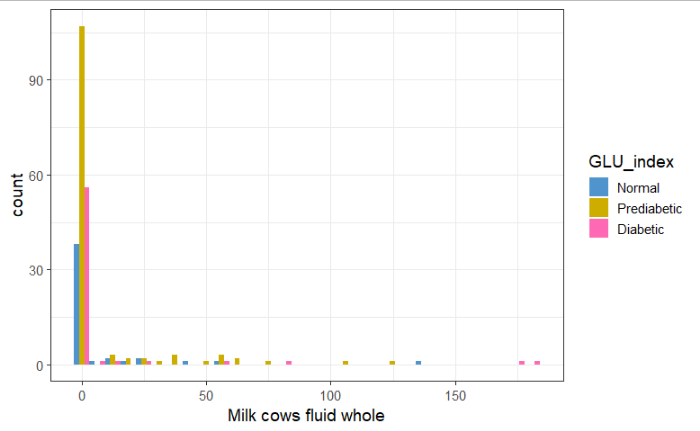 90
60
30
0
count
0
50
100
150
Milk cows fluid whole
GLU_index
Normal
Prediabetic
Diabetic